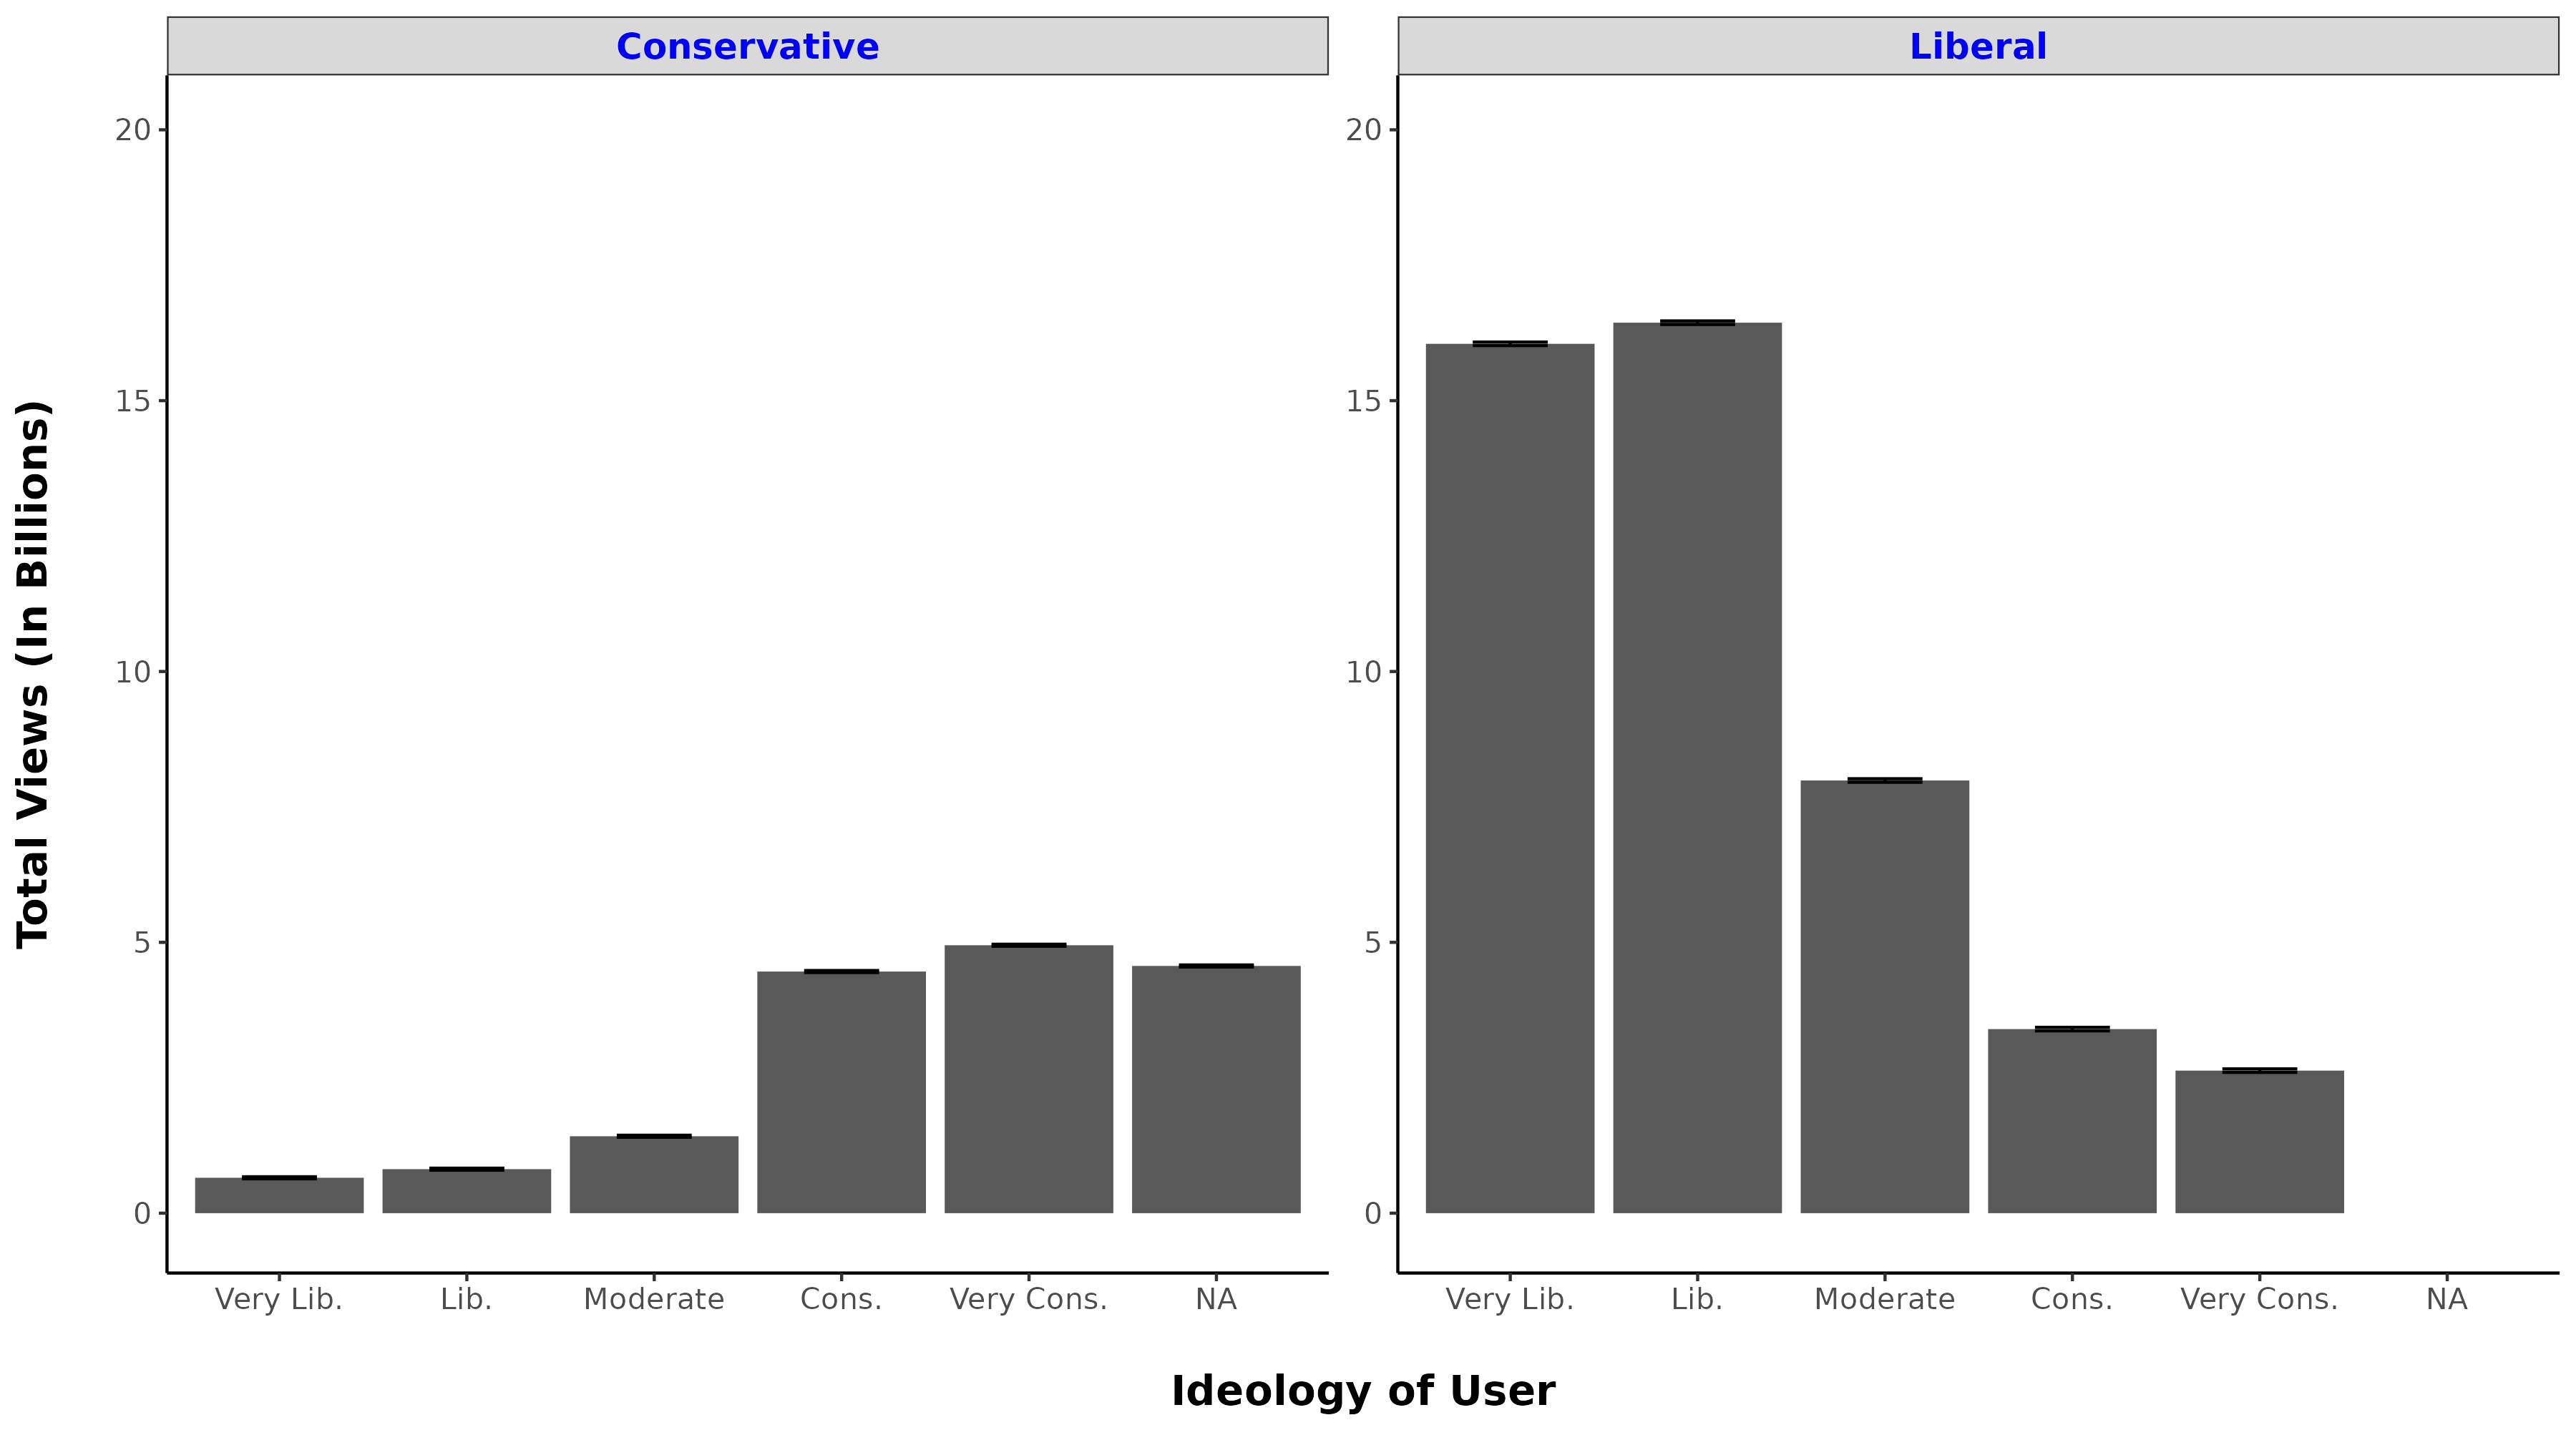 Conservative
Liberal
Total Views (In Billions)
20
15
10
5
0
20
15
10
5
0
Very Lib.
Lib.
Moderate
Cons.
Very Cons.
NA
Very Lib.
Lib.
Moderate
Cons.
Very Cons.
NA
Ideology of User